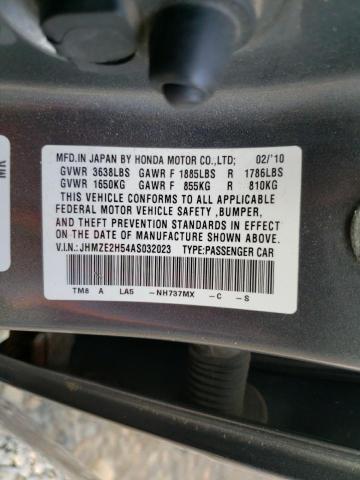 MFD.IN JAPAN BY HONDA MOTOR CO.,LTD; 02/'10
GVWR 3638LBS GAWR F 1885LBS R 1786LBS
GVWR 1650KG GAWR F 855KG R 810KG
THIS VEHICLE CONFORMS TO ALL APPLICABLE
FEDERAL MOTOR VEHICLE SAFETY ,BUMPER,
AND THEFT PREVENTION STANDARDS IN EFFECT
ON THE DATE OF MANUFACTURE SHOWN ABOVE.
V.I.N: JHMZE2H54AS032023 TYPE:PASSENGER CAR
TM8 A LA5 -NH737MX -C -S